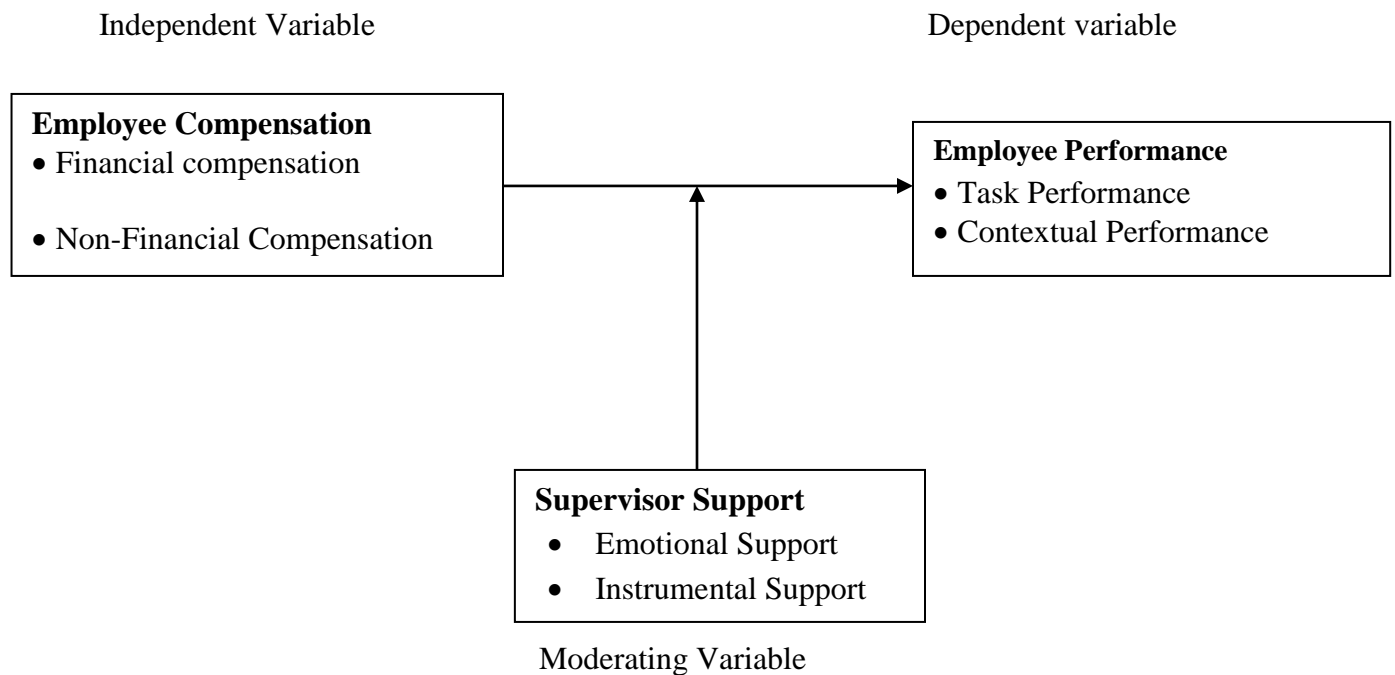 Independent Variable
Dependent variable
Employee Compensation
• Financial compensation
• Non-Financial Compensation
Employee Performance
• Task Performance
• Contextual Performance
Supervisor Support
• Emotional Support
• Instrumental Support
Moderating Variable